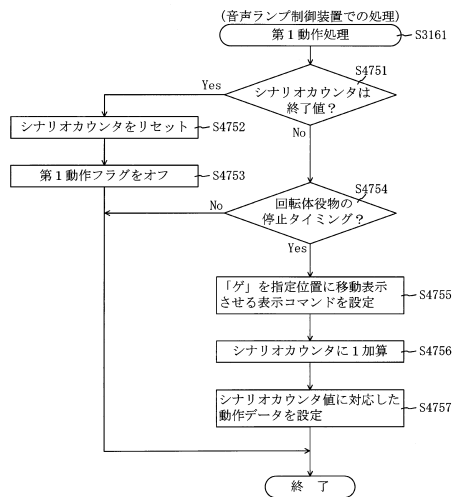 (音声ランプ制御装置での処理)
第1動作処理
S3161
S4751
シナリオカウンタは
終了値？
Yes
No
シナリオカウンタをリセット
S4752
第1動作フラグをオフ
S4753
S4754
回転体役物の
停止タイミング？
No
Yes
「ゲ」を指定位置に移動表示
させる表示コマンドを設定
S4755
シナリオカウンタに1加算
S4756
シナリオカウンタ値に対応した
動作データを設定
S4757
終 了